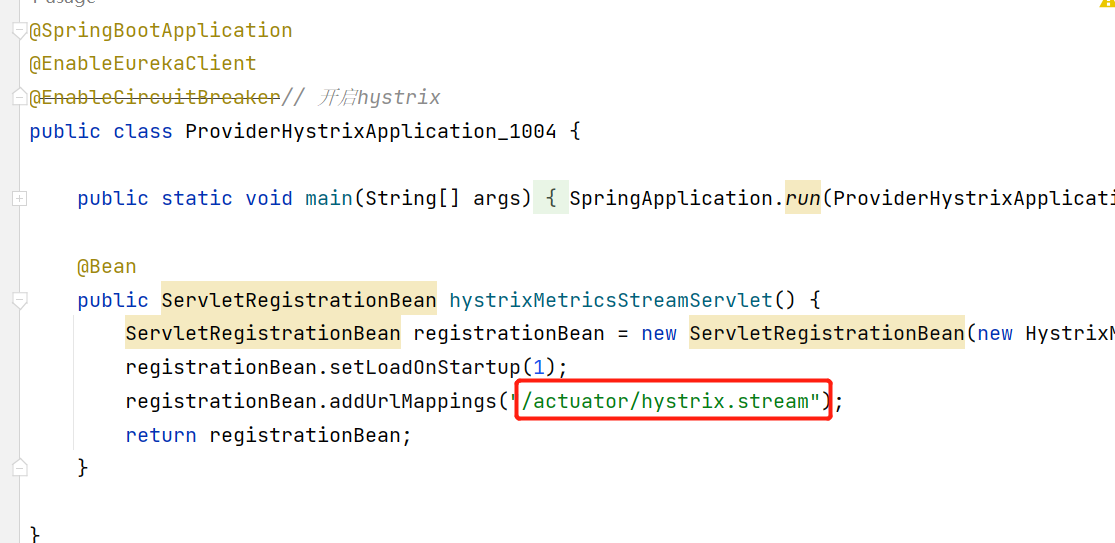 @SpringBootApplication
@EnableEurekaClient
@EnableCircuitBreaker// 开启hystrix
public class ProviderHystrixApplication_1004 {
public static void main(String[] args) { SpringApplication.run(ProviderHystrixApplicati
@Bean
public ServletRegistrationBean hystrixMetricsStreamServlet() {
ServletRegistrationBean registrationBean = new ServletRegistrationBean(new HystrixM
registrationBean.setLoadOnStartup(1);
registrationBean.addUrlMappings("/actuator/hystrix.stream");
return registrationBean;
}
}